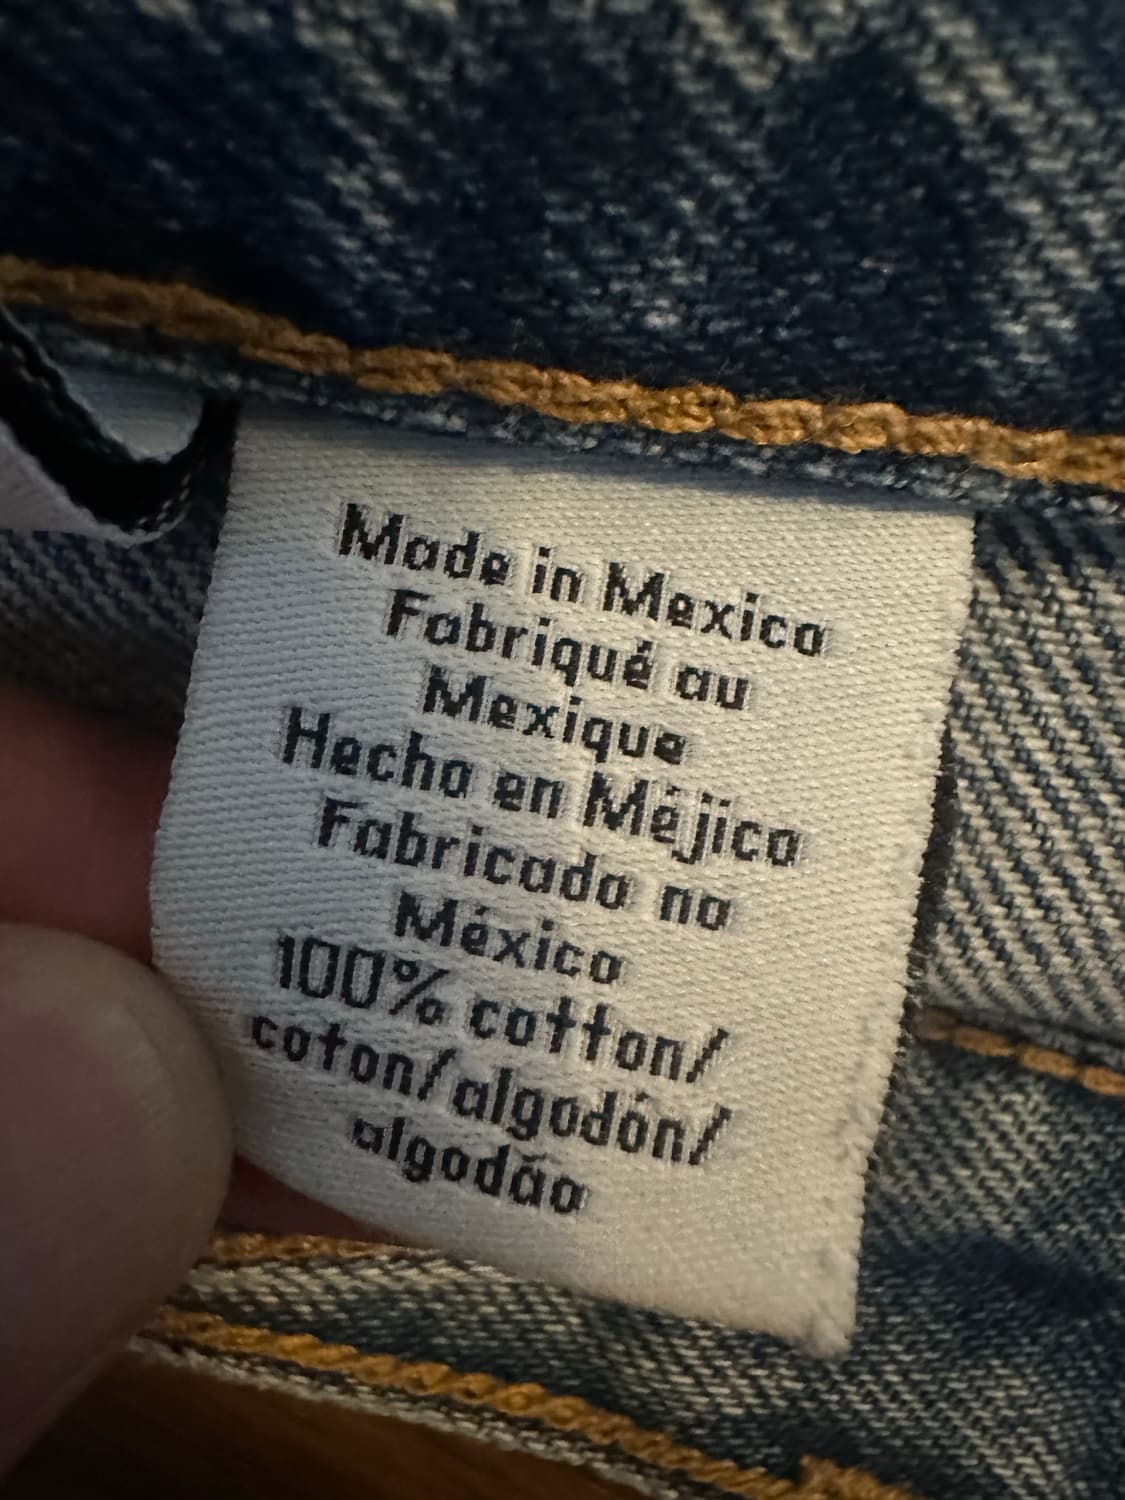 Made in Mexico
Fabriqué au
Mexique
Hecho en Méjico
Fabricado no
México
100% cotton/
coton/algodón/
algodão